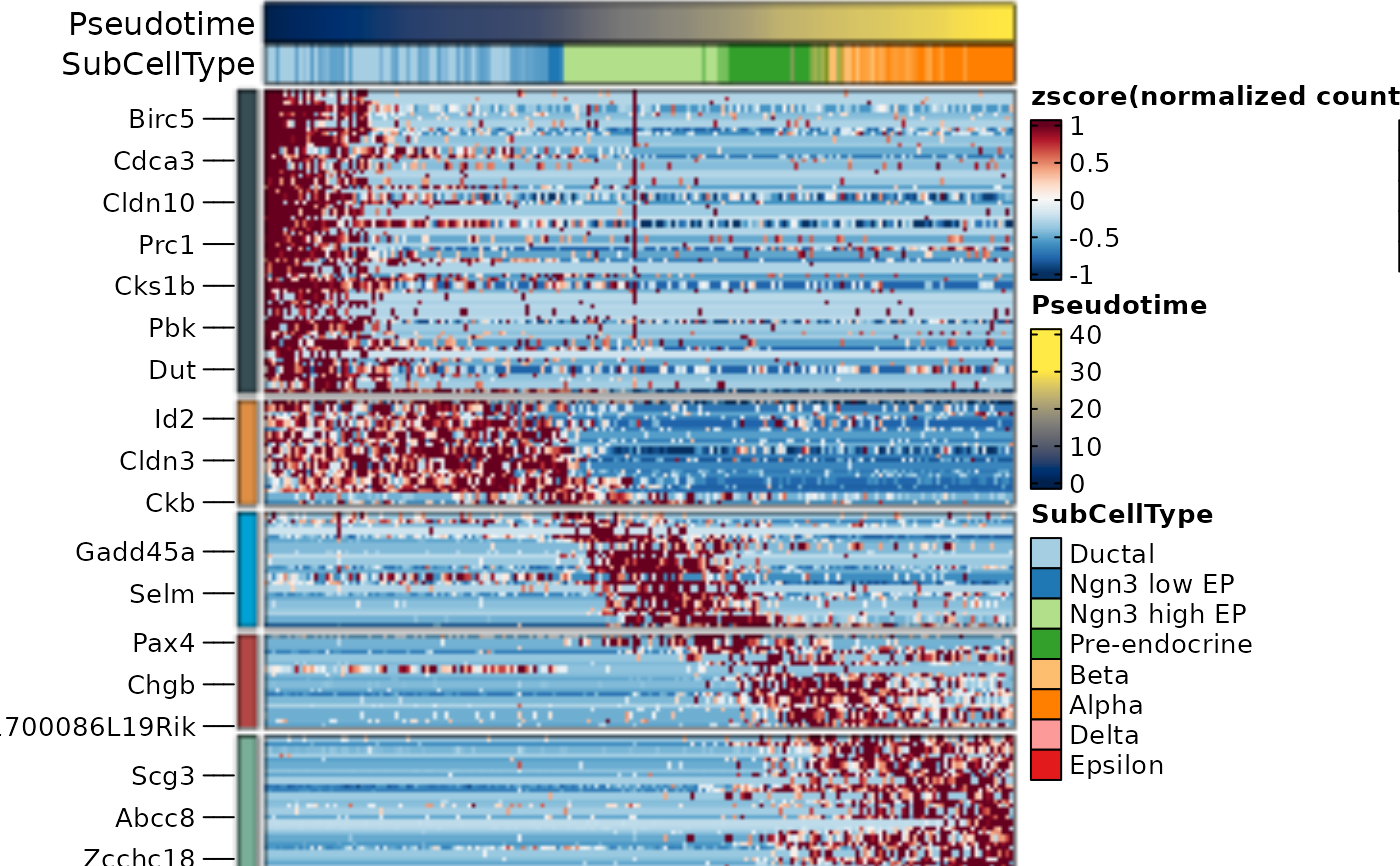 Pseudotime
SubCellType
Birc5
Cdca3
Cldn10
Prc1
Cks1b
Pbk
Dut
Id2
Cldn3
Ckb
Gadd45a
Selm
Pax4
Chgb
700086L19Rik
Scg3
Abcc8
Zcchc18
zscore(normalized count
1
0.5
0
-0.5
-1
Pseudotime
40
30
20
10
0
SubCellType
Ductal
Ngn3 low EP
Ngn3 high EP
Pre-endocrine
Beta
Alpha
Delta
Epsilon